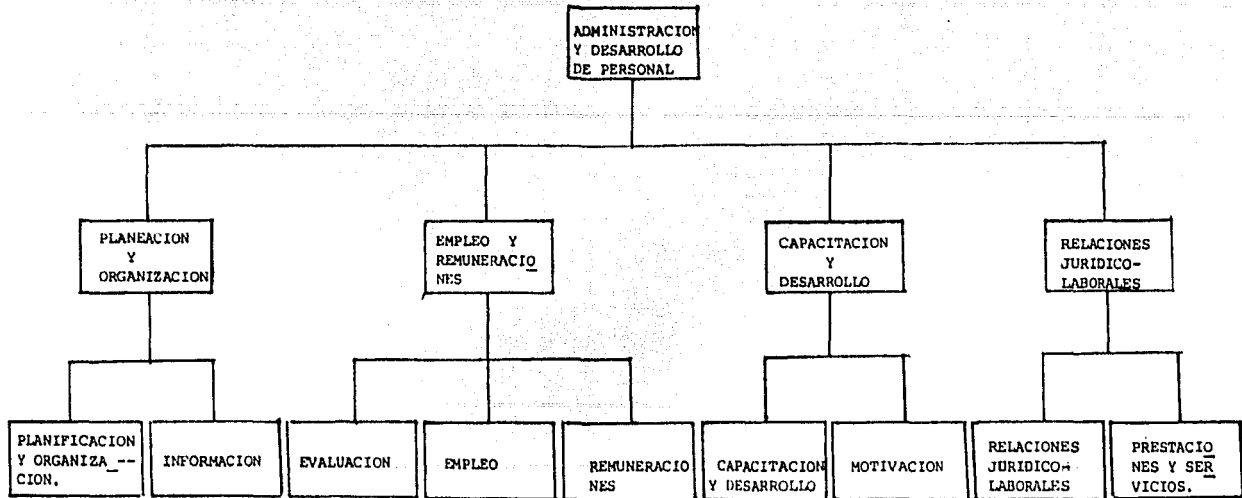 ADMINISTRACION
Y DESARROLLO
DE PERSONAL
PLANEACION
Y
ORGANIZACION
EMPLEO Y
REMUNERACIO
NES
CAPACITACION
Y
DESARROLLO
RELACIONES
JURIDICO-
LABORALES
PLANIFICACION
Y ORGANIZA_--
CION.
INFORMACION
EVALUACION
EMPLEO
REMUNERACIO
NES
CAPACITACION
Y DESARROLLO
MOTIVACION
RELACIONES
JURIDICO-
LABORALES
PRESTACIO
NES Y SER
VICIOS.